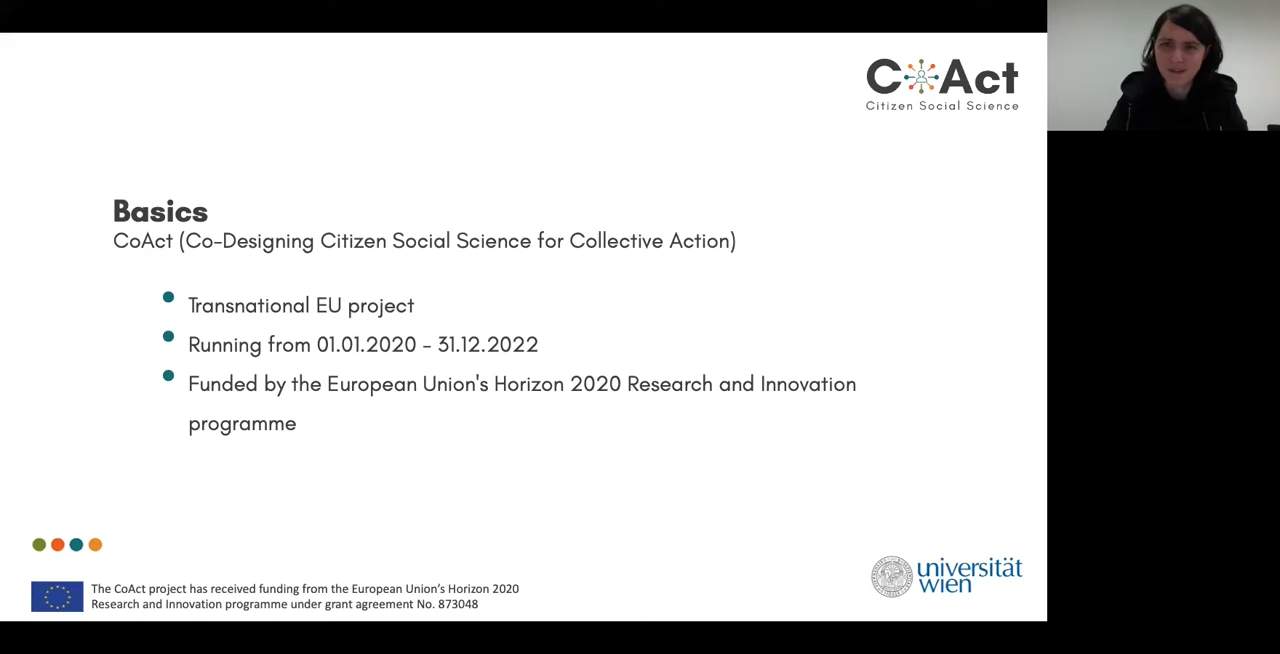 CoAct
Citizen Social Science
Basics
CoAct (Co-Designing Citizen Social Science for Collective Action)
Transnational EU project
Running from 01.01.2020 - 31.12.2022
Funded by the European Union's Horizon 2020 Research and Innovation
programme
The CoAct project has received funding from the European Union’s Horizon 2020
Research and Innovation programme under grant agreement No. 873048
universität
wien